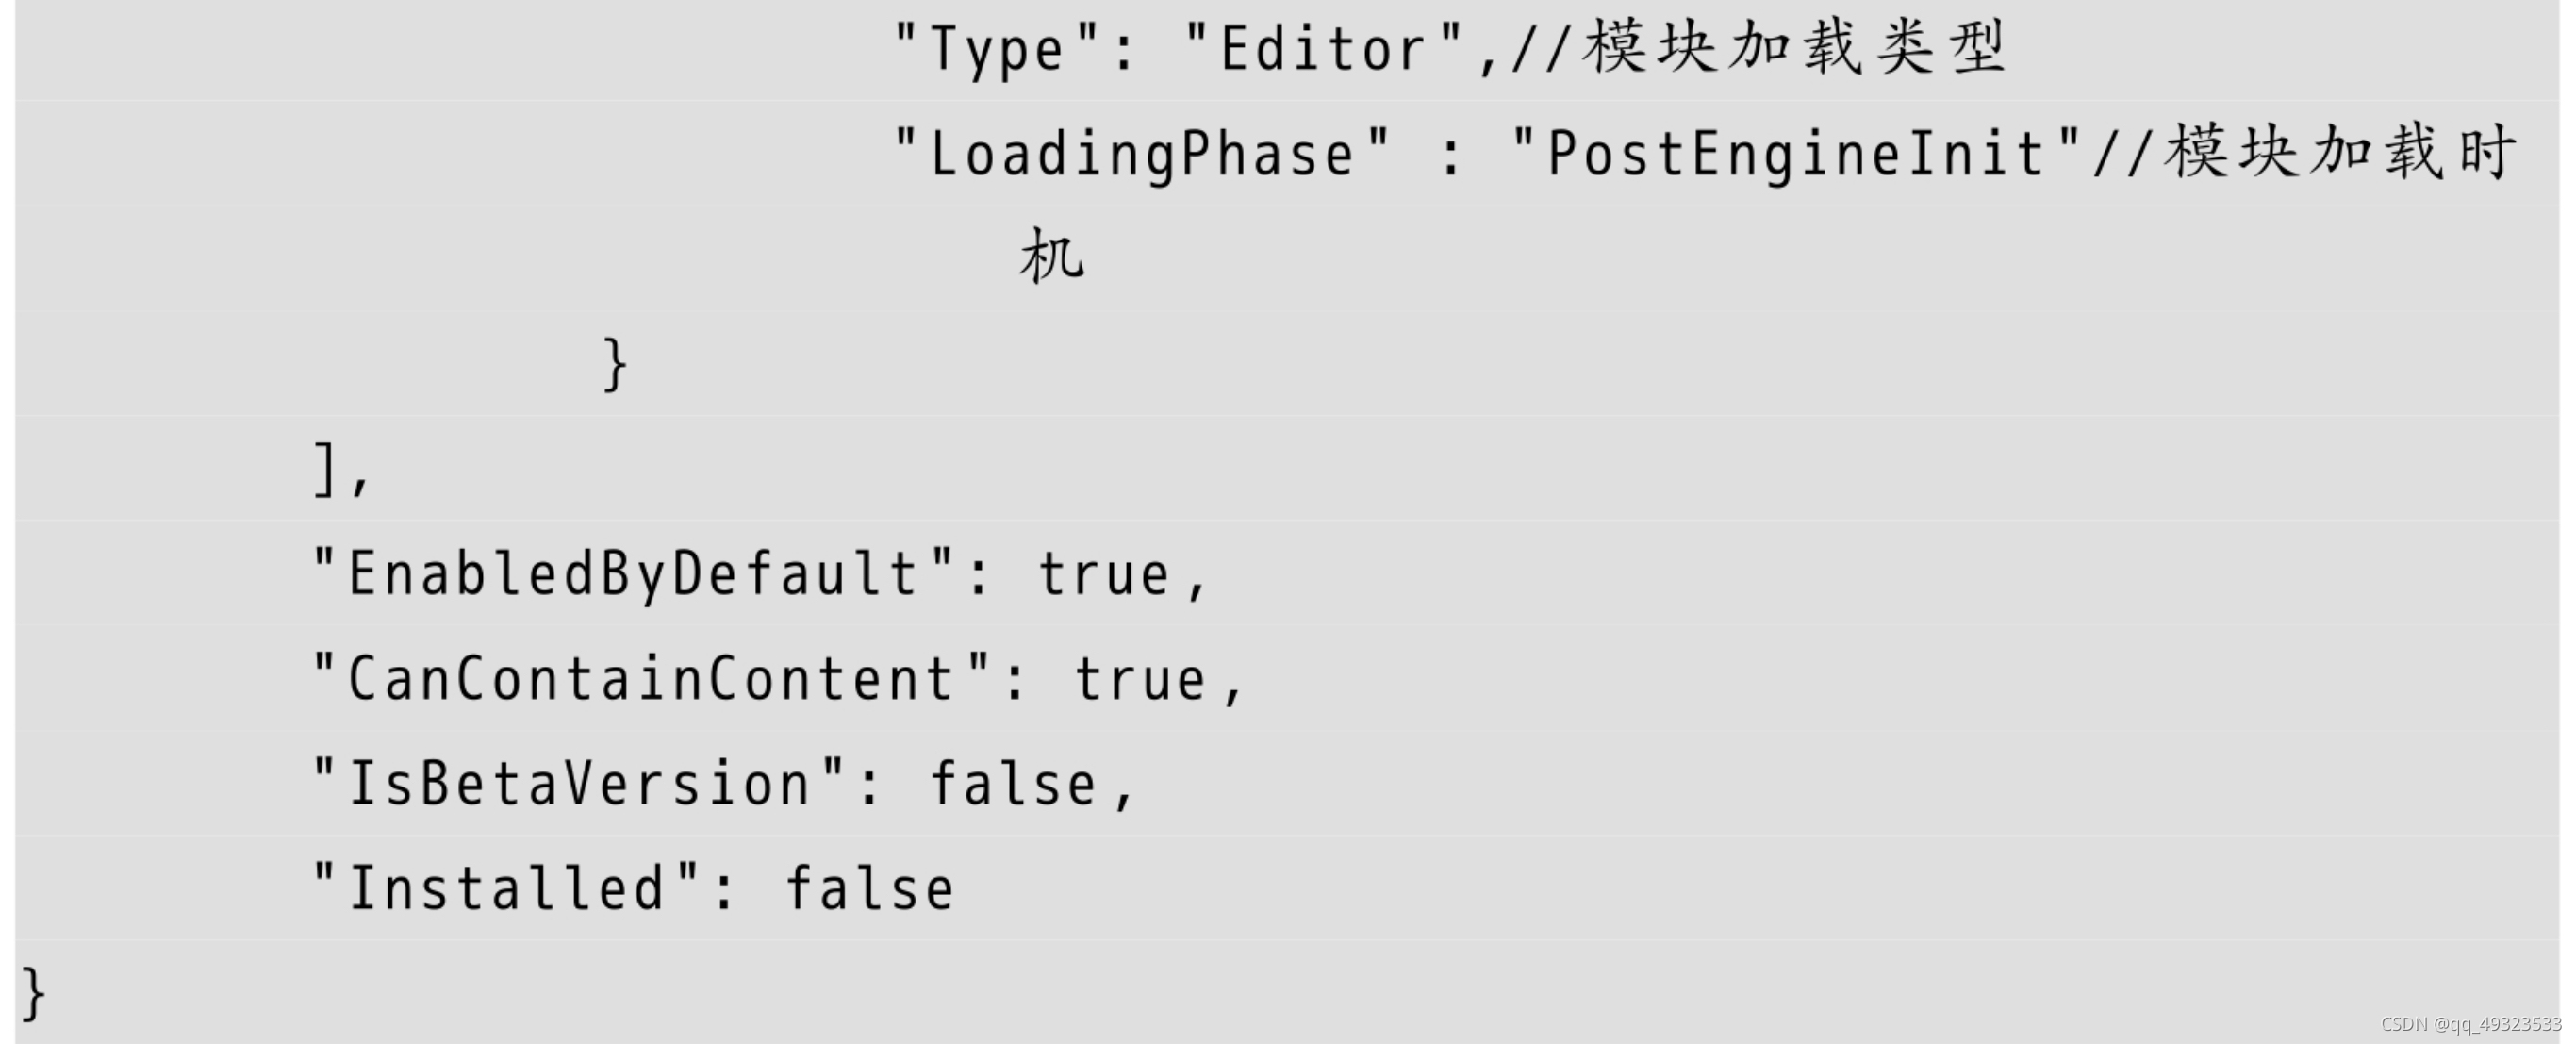 "Type": "Editor",//模块加载类型
"LoadingPhase" : "PostEngineInit"//模块加载时
机
}
],
"EnabledByDefault": true,
"CanContainContent": true,
"IsBetaVersion": false,
"Installed": false
}
CSDN @qq_49323533